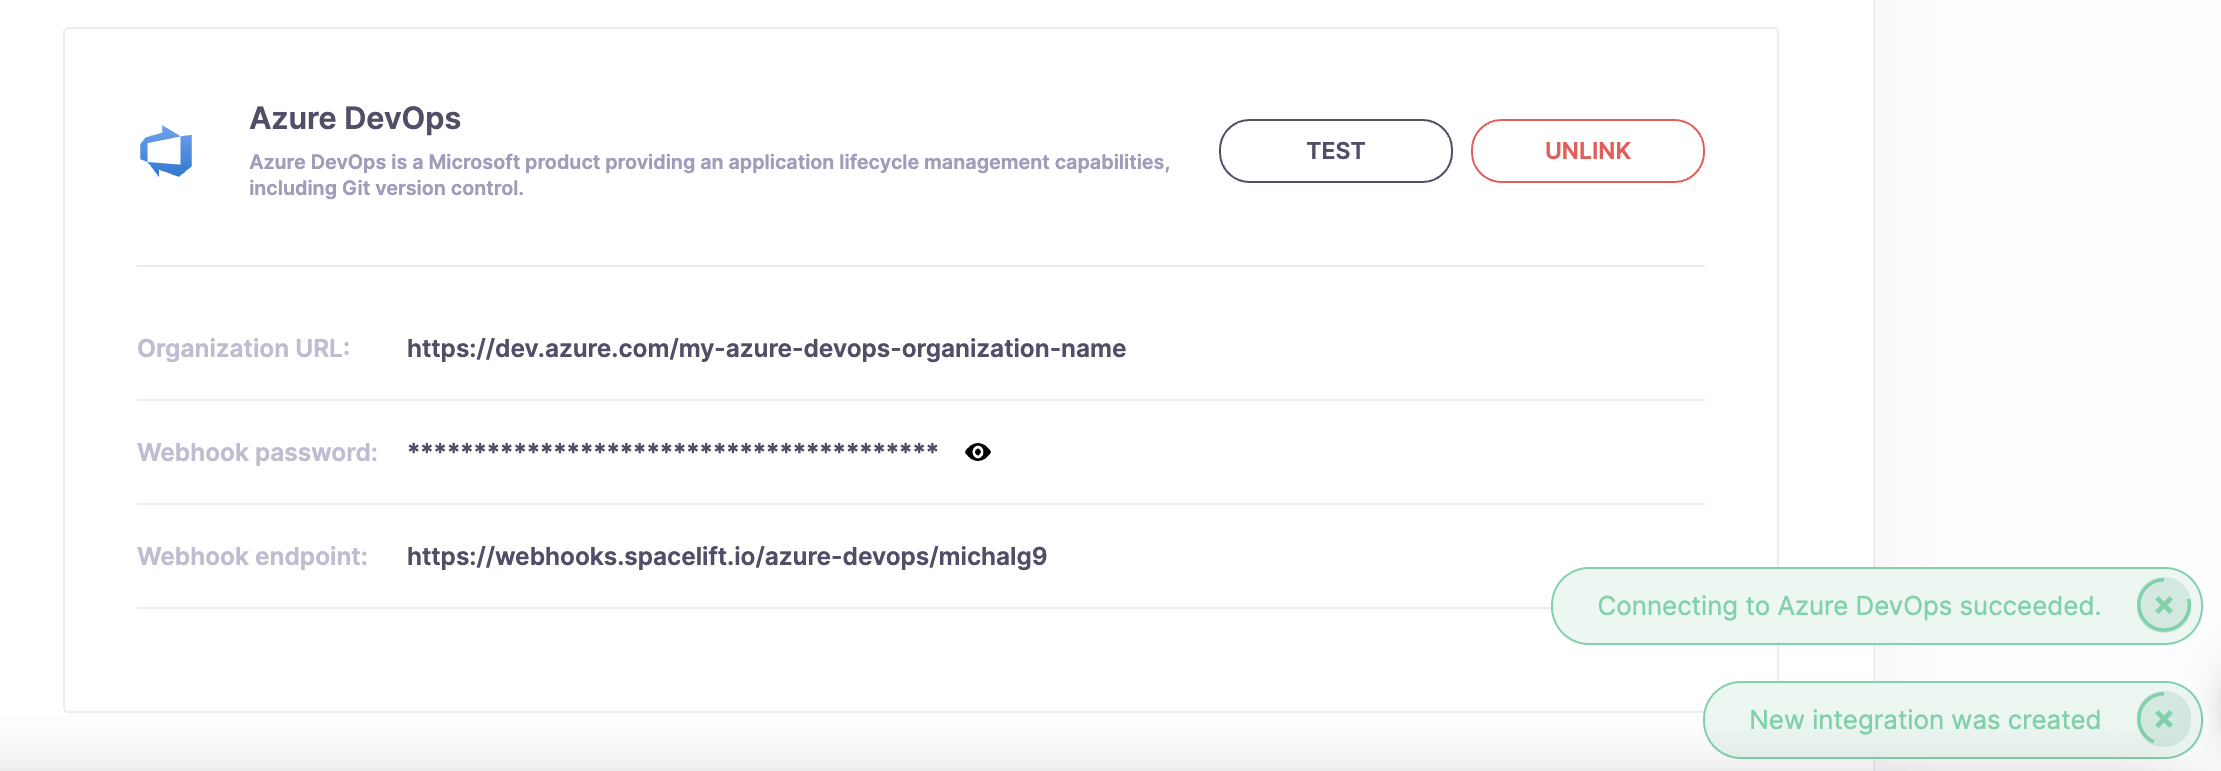 Azure DevOps
Azure DevOps is a Microsoft product providing an application lifecycle management capabilities,
including Git version control.
TEST
UNLINK
Organization URL: https://dev.azure.com/my-azure-devops-organization-name
Webhook password: ****************************************
Webhook endpoint: https://webhooks.spacelift.io/azure-devops/michalg9
Connecting to Azure DevOps succeeded.
New integration was created